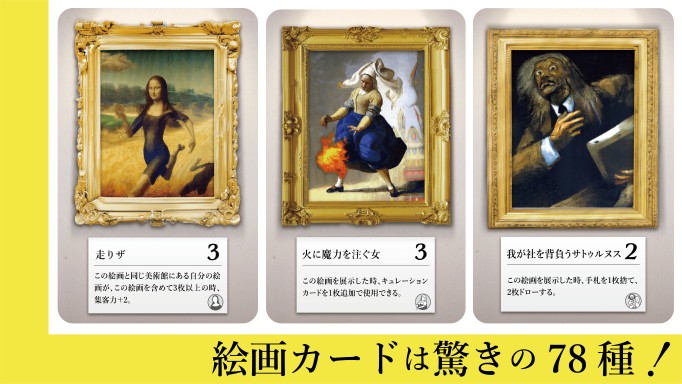 走りザ 3
この絵画と同じ美術館にある自分の絵
画が、この絵画を含めて3枚以上の時、
集客力+2。
火に魔力を注ぐ女 3
この絵画を展示した時、キュレーション
カードを1枚追加で使用できる。
我が社を背負うサトゥルヌス 2
この絵画を展示した時、手札を1枚捨て、
2枚ドローする。
絵画カードは驚きの78種！